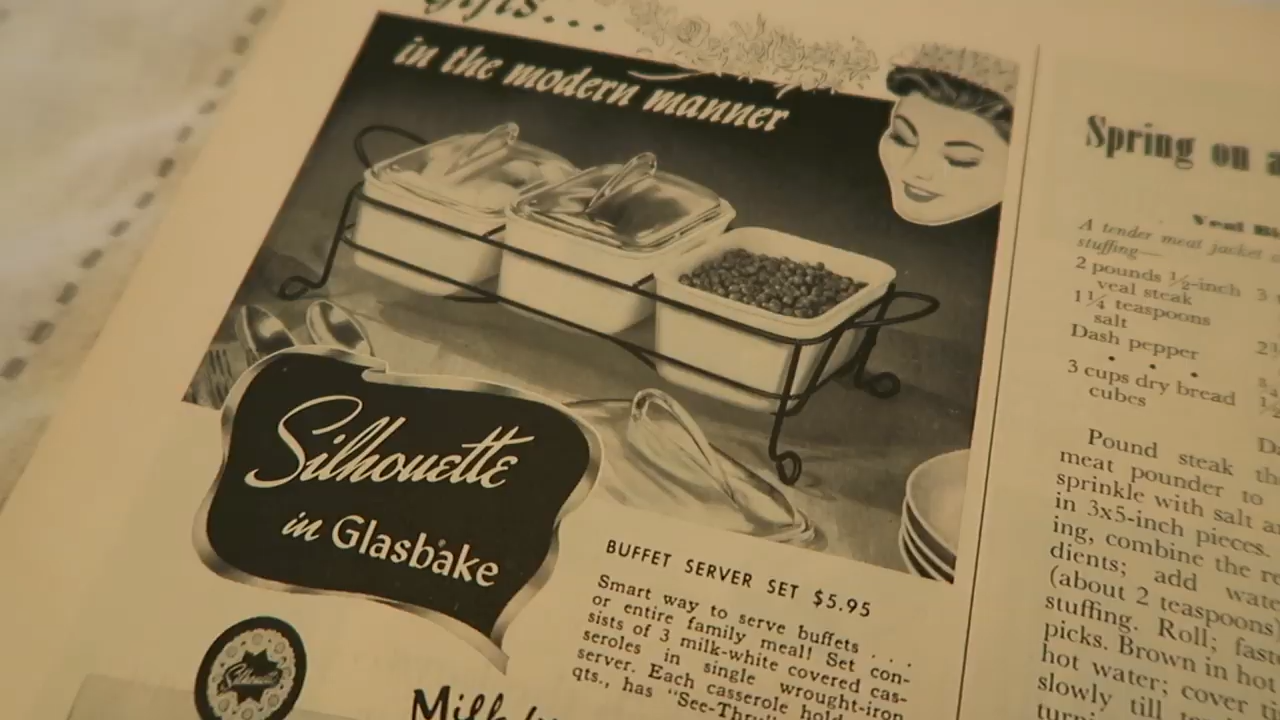 gifts...
in the modern manner
Silhouette
in Glasbake
Silhouette
BUFFET SERVER SET $5.95
Smart way to serve buffets . . .
or entire family meal! Set con-
sists of 3 milk-white covered cas-
seroles in single wrought-iron
server. Each casserole
qts., has "See-Thru"
Spring on a
Veal
A tender meat jacket
stuffing—
2 pounds ½-inch
veal steak
1¼ teaspoons
salt
Dash pepper
• • •
3 cups dry bread
cubes
Pound steak
meat pounder to
sprinkle with salt
in 3x5-inch pieces.
ing, combine the
dients; add
(about 2 teaspoons)
stuffing. Roll;
picks. Brown in hot
hot water; cover
slowly till